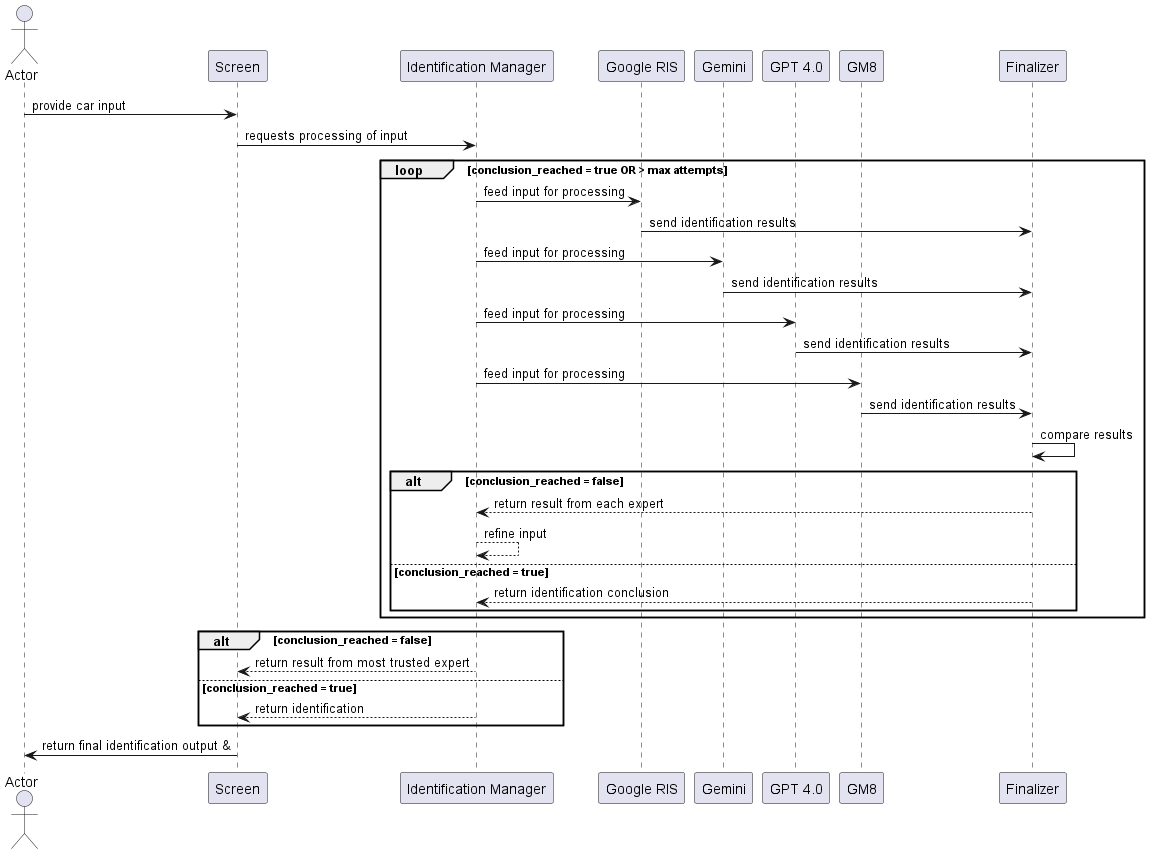 Actor
Screen
Identification Manager
Google RIS
Gemini
GPT 4.0
GM8
Finalizer
provide car input
requests processing of input
loop
[conclusion_reached = true OR > max attempts]
feed input for processing
send identification results
feed input for processing
send identification results
feed input for processing
send identification results
feed input for processing
send identification results
compare results
alt
[conclusion_reached = false]
return result from each expert
refine input
[conclusion_reached = true]
return identification conclusion
alt
[conclusion_reached = false]
return result from most trusted expert
[conclusion_reached = true]
return identification
return final identification output &
Actor
Screen
Identification Manager
Google RIS
Gemini
GPT 4.0
GM8
Finalizer